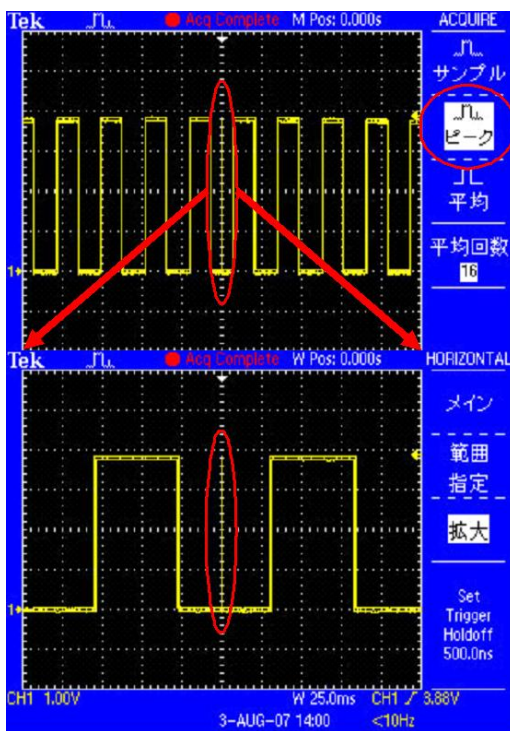 Tek Acq Complete M Pos: 0.000s ACQUIRE
サンプル
ピーク
平均
平均回数
16
1
Tek Acq Complete W Pos: 0.000s HORIZONTAL
メイン
範囲
指定
拡大
1
Set
Trigger
Holdoff
500.0ns
CH1 1.00V W 25.0ms CH1 3.88V
3-AUG-07 14:00 <10Hz